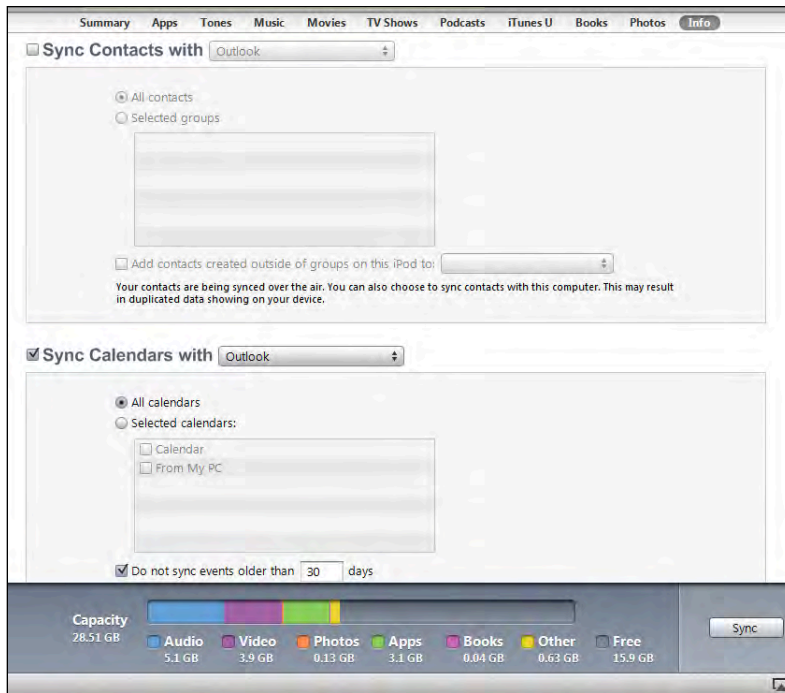 Summary Apps Tones Music Movies TV Shows Podcasts iTunes U Books Photos Info
Sync Contacts with Outlook
All contacts
Selected groups
Add contacts created outside of groups on this iPod to:
Your contacts are being synced over the air. You can also choose to sync contacts with this computer. This may result
in duplicated data showing on your device.
Sync Calendars with Outlook
All calendars
Selected calendars:
Calendar
From My PC
Do not sync events older than 30 days
Capacity
28.51 GB
Audio Video Photos Apps Books Other Free
5.1 GB 3.9 GB 0.13 GB 3.1 GB 0.04 GB 0.63 GB 15.9 GB
Sync